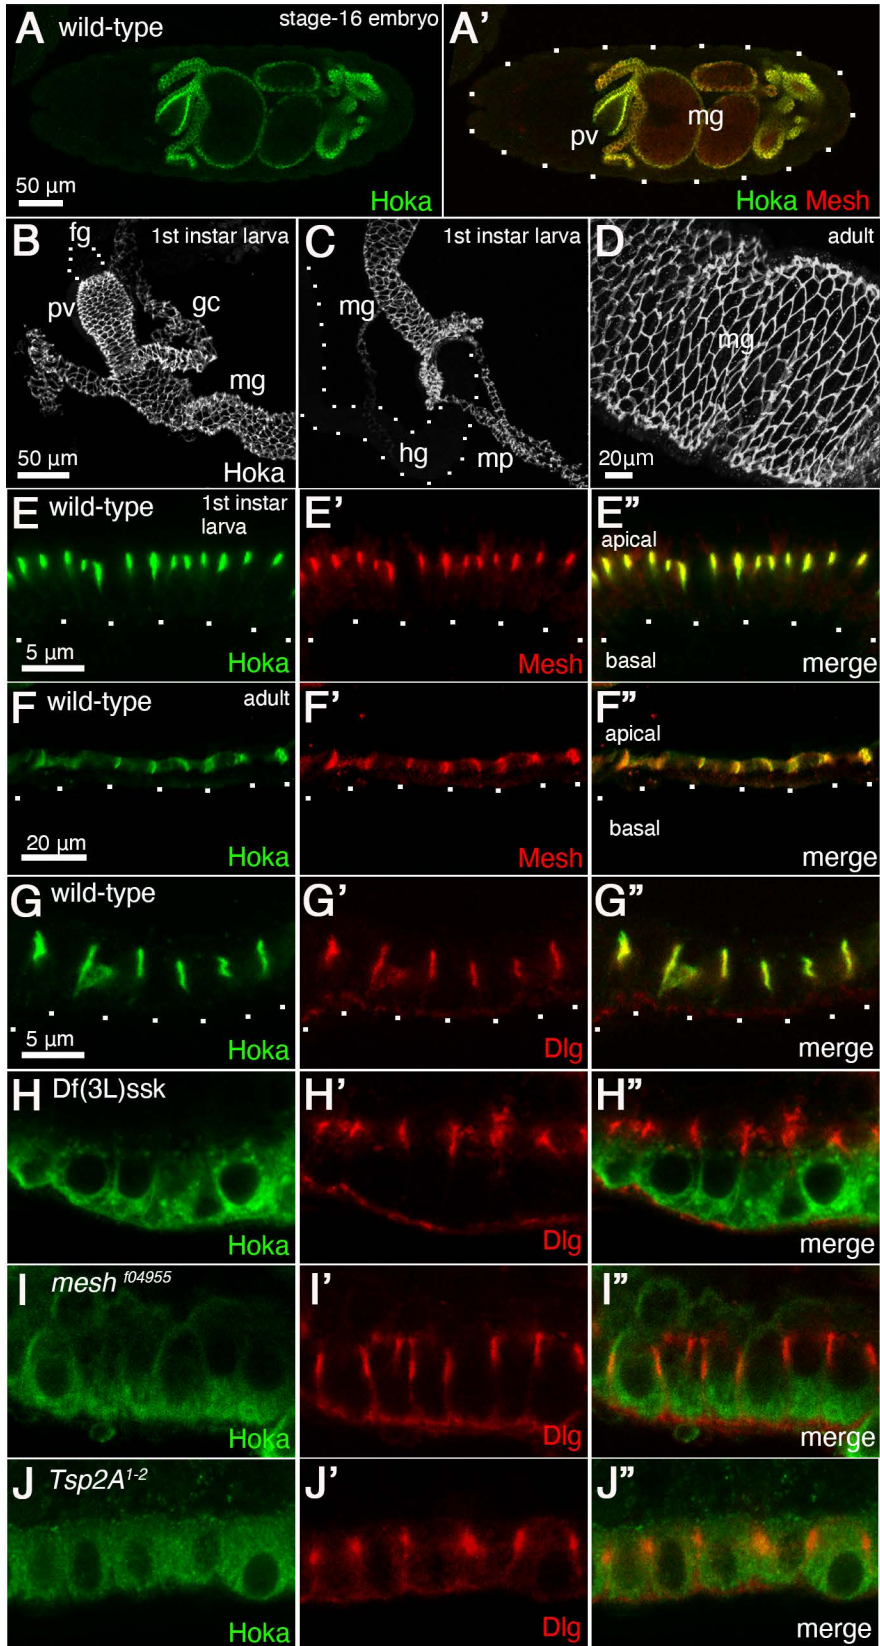 A wild-type stage-16 embryo
50 μm
Hoka
A’
pv
mg
Hoka Mesh
B fg 1st instar larva
pv
gc
mg
50 μm
Hoka
C 1st instar larva
mg
hg
mp
D adult
mg
20μm
E wild-type 1st instar
larva
5 μm
Hoka
E’
Mesh
E”
apical
basal
merge
F wild-type adult
20 μm
Hoka
F’
Mesh
F”
apical
basal
merge
G wild-type
5 μm
Hoka
G’
Dlg
G”
merge
H Df(3L)ssk
Hoka
H’
Dlg
H”
merge
I mesh f04955
Hoka
I’
Dlg
I”
merge
J Tsp2A1-2
Hoka
J’
Dlg
J”
merge